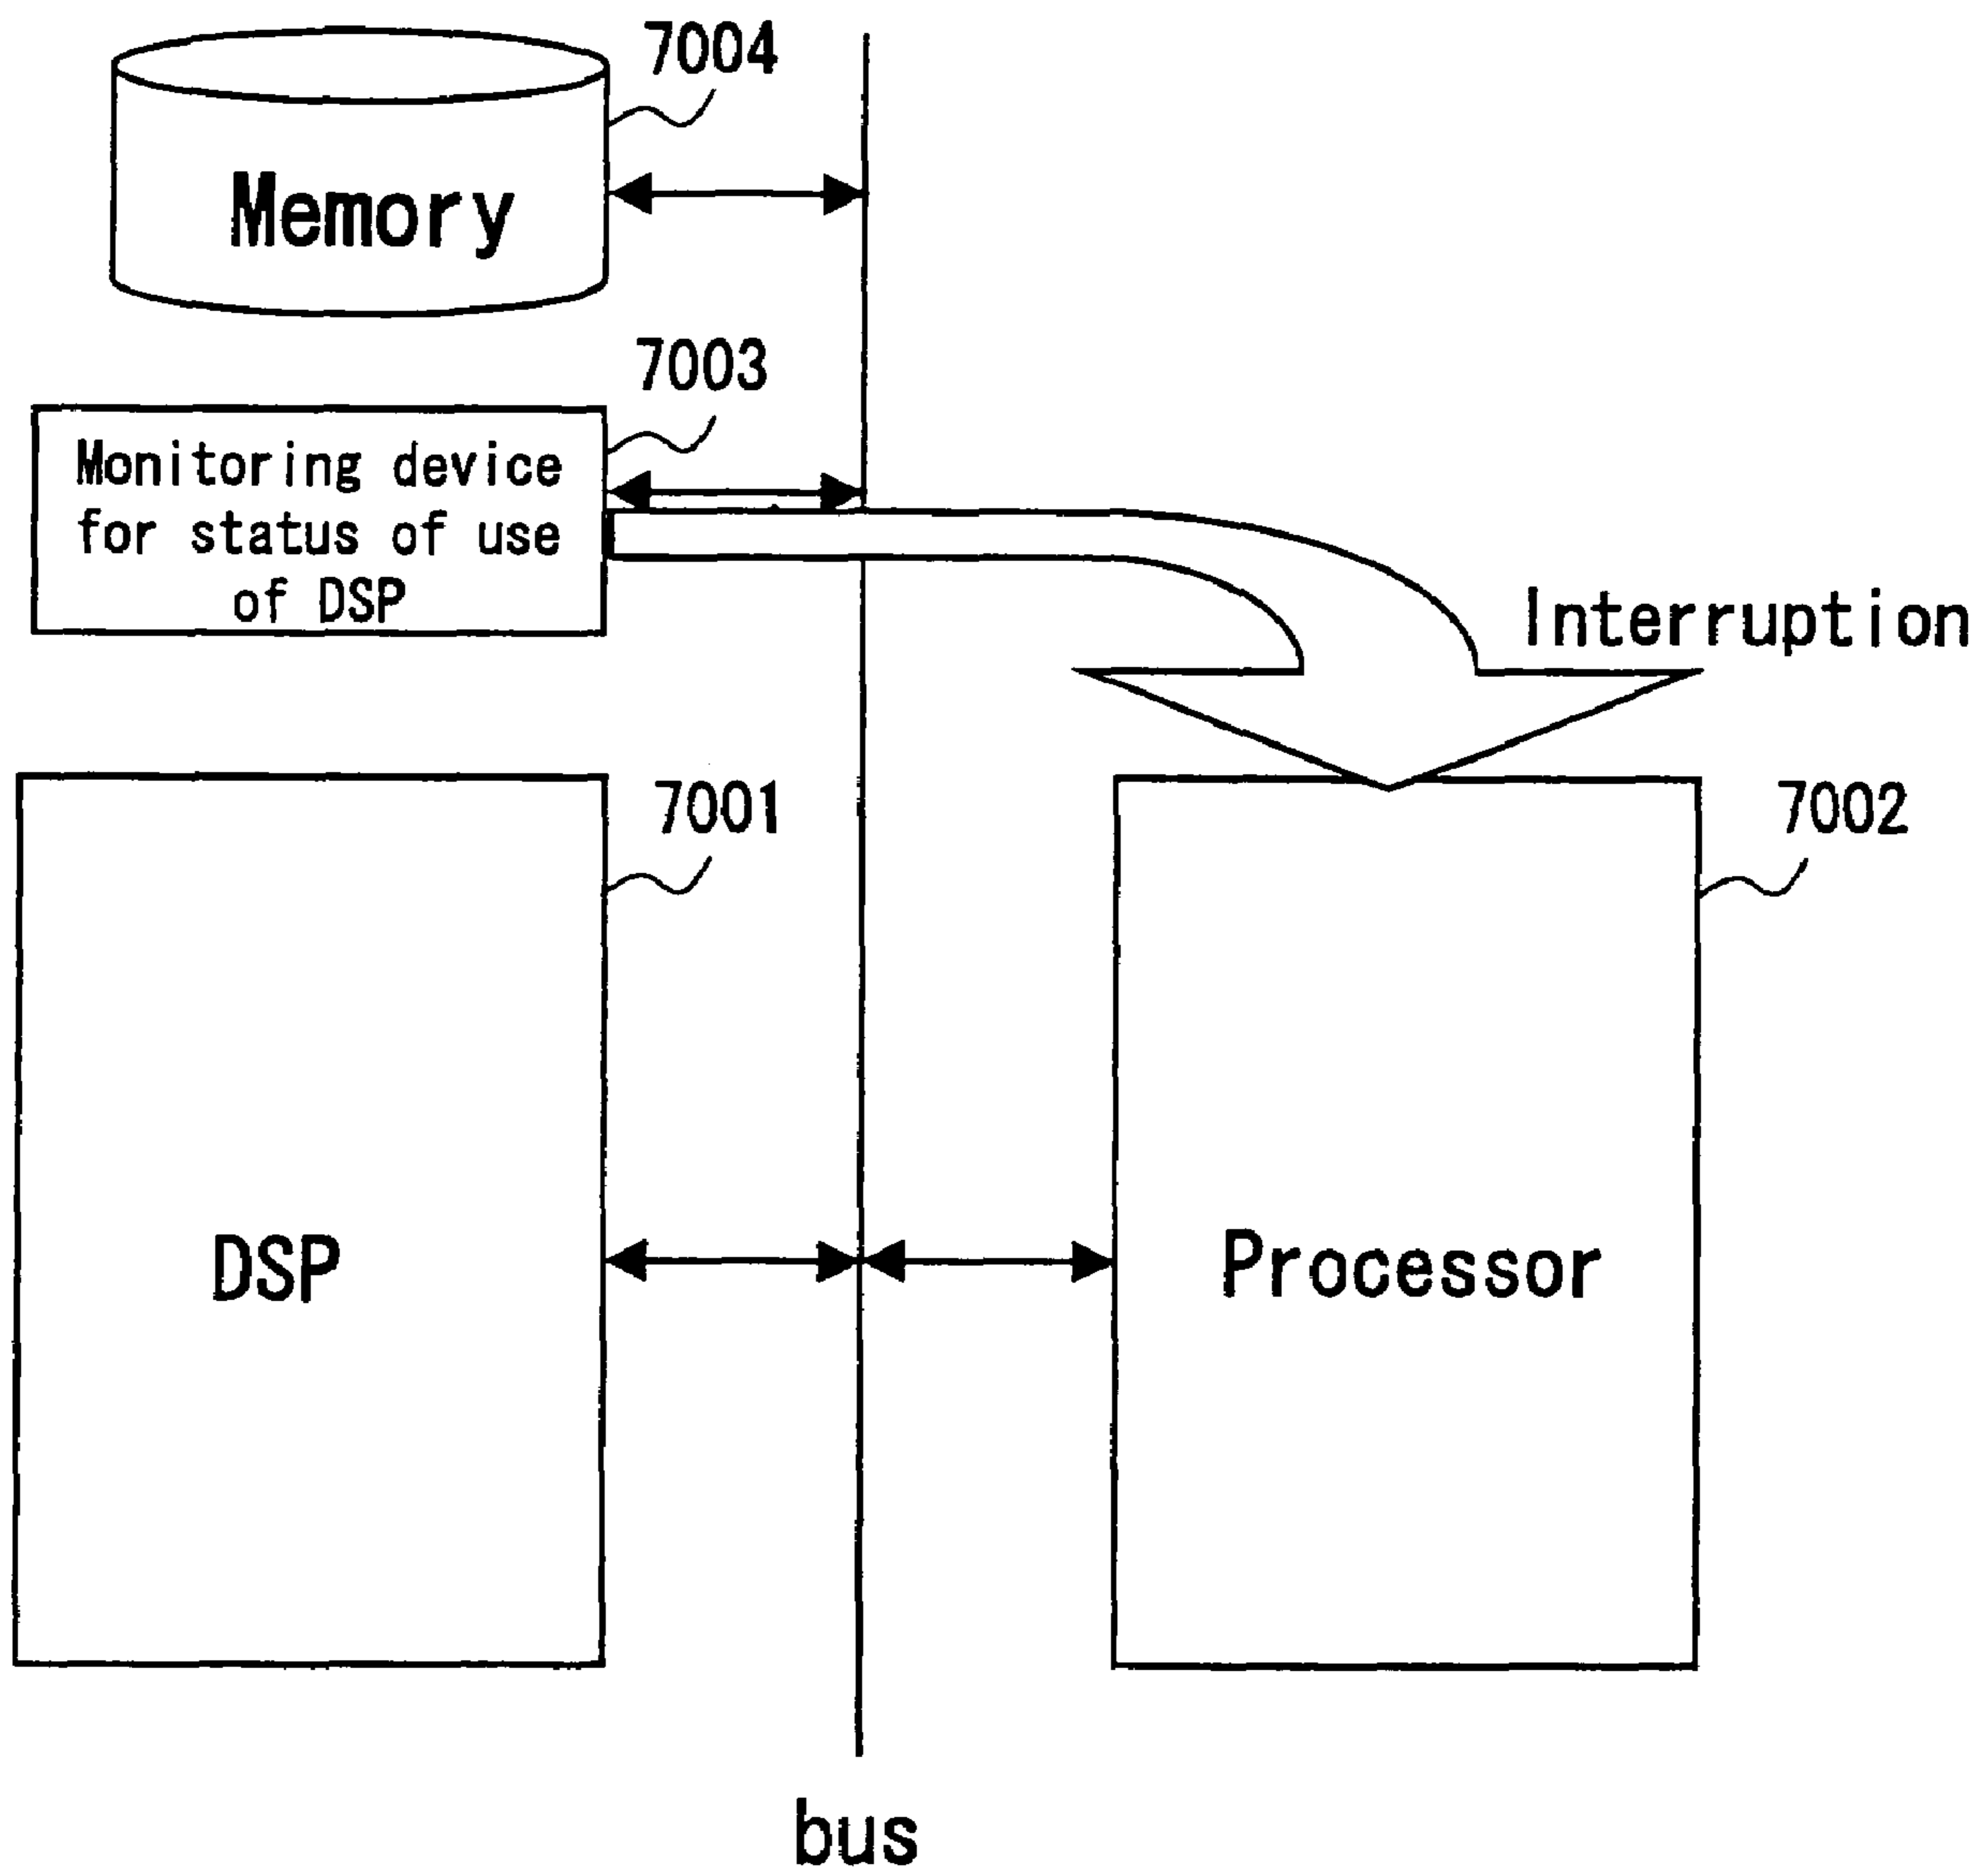 7004
Memory
7003
Monitoring device
for status of use
of DSP
Interruption
7001
7002
DSP
Processor
bus